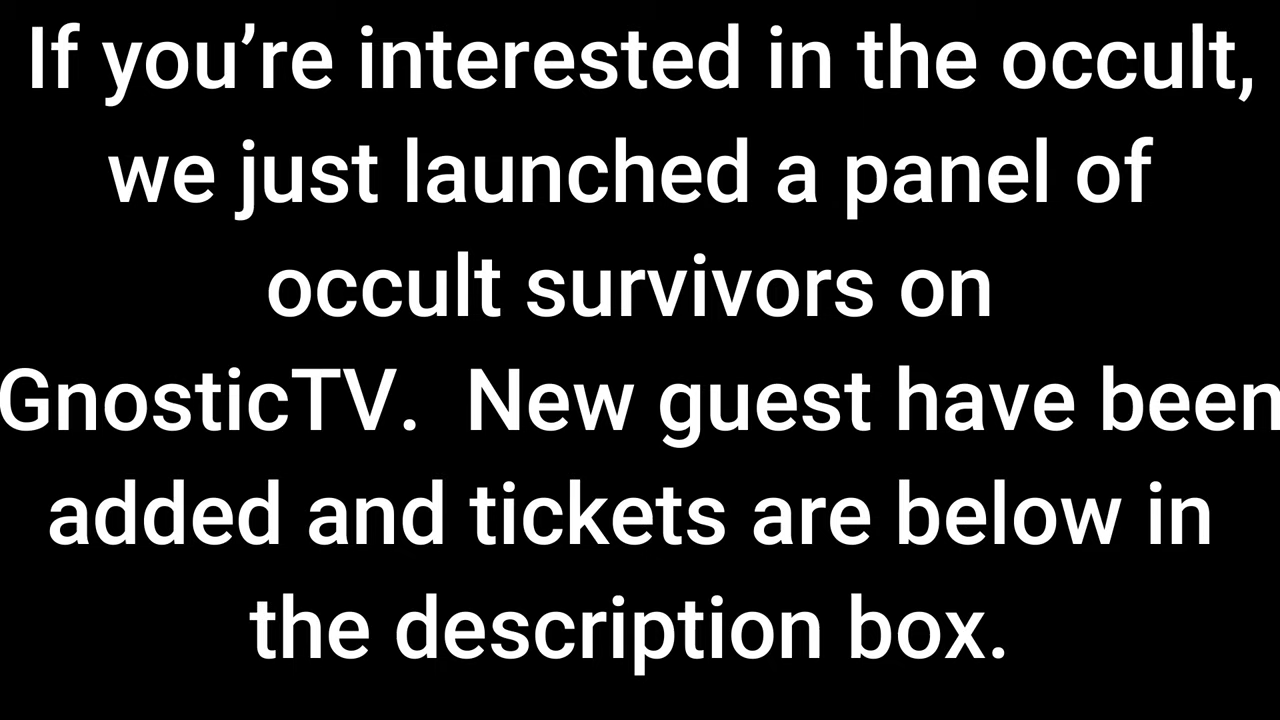 If you’re interested in the occult,
we just launched a panel of
occult survivors on
GnosticTV.  New guest have been
added and tickets are below in
the description box.